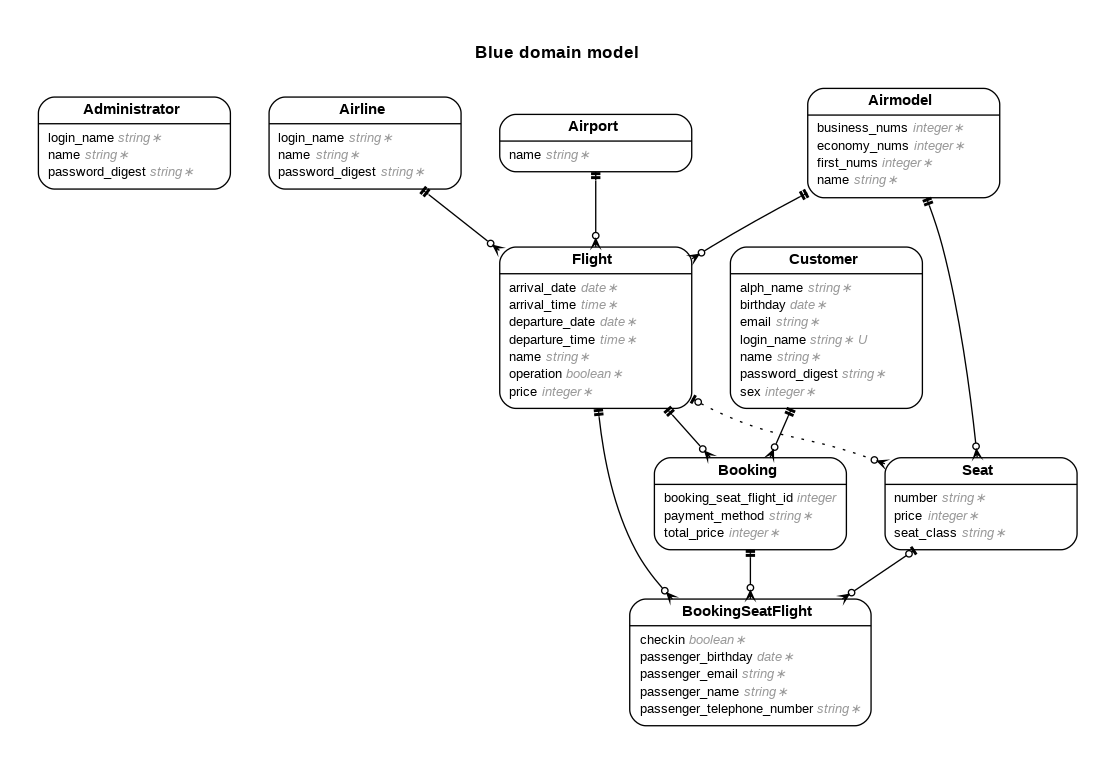 Blue domain model
Administrator
login_name string∗
name string∗
password_digest string∗
Airline
login_name string∗
name string∗
password_digest string∗
Airport
name string∗
Airmodel
business_nums integer∗
economy_nums integer∗
first_nums integer∗
name string∗
Flight
arrival_date date∗
arrival_time time∗
departure_date date∗
departure_time time∗
name string∗
operation boolean∗
price integer∗
Customer
alph_name string∗
birthday date∗
email string∗
login_name string∗ U
name string∗
password_digest string∗
sex integer∗
Booking
booking_seat_flight_id integer
payment_method string∗
total_price integer∗
Seat
number string∗
price integer∗
seat_class string∗
BookingSeatFlight
checkin boolean∗
passenger_birthday date∗
passenger_email string∗
passenger_name string∗
passenger_telephone_number string∗